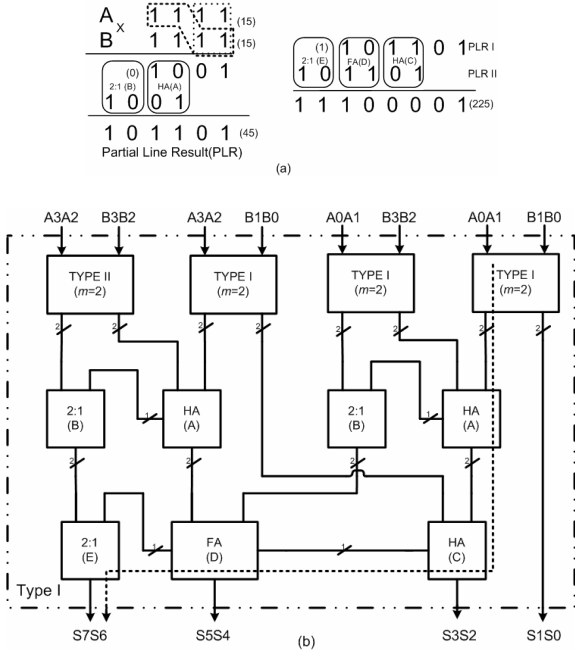 A X 1 1 1 1 (15)
B 1 1 1 1 (15)
(0) 1 0 0 1
2:1 (B) HA(A)
1 0 0 1
1 0 1 1 0 1 (45)
Partial Line Result(PLR)
(1) 1 0 1 1 0 1 PLR I
2:1 (E) FA(D) HA(C)
1 0 1 1 0 1 PLR II
1 1 1 0 0 0 0 1 (225)
(a)
A3A2 B3B2 A3A2 B1B0 A0A1 B3B2 A0A1 B1B0
TYPE II TYPE I TYPE I TYPE I
(m=2) (m=2) (m=2) (m=2)
2 2 2 2 2 2 2
2:1 HA 2:1 HA
(B) (A) (B) (A)
1 1
2 2 2 2
2:1 FA HA
(E) (D) (C)
1 1
Type I
S7S6 S5S4 S3S2 S1S0
(b)